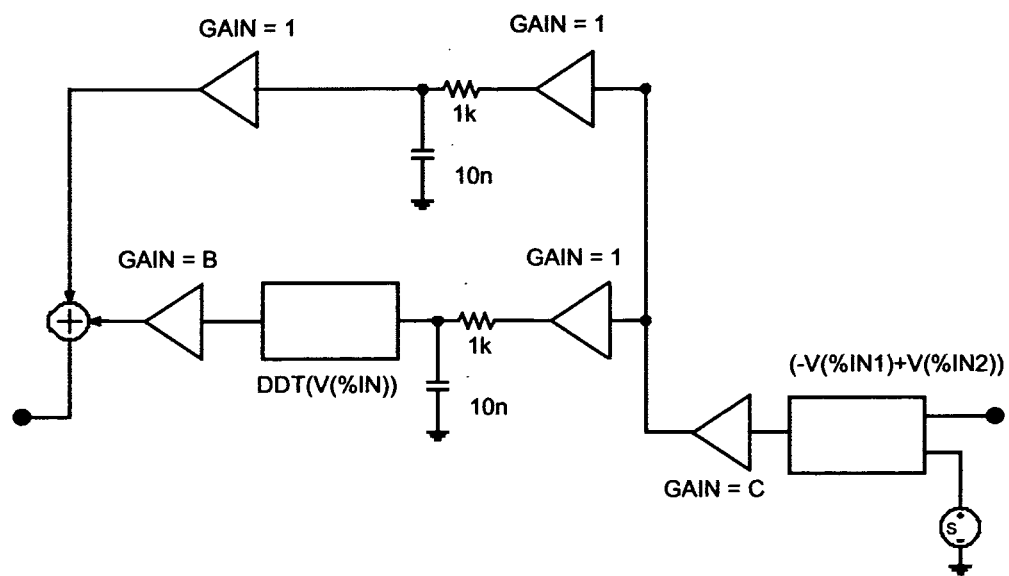 GAIN = 1
GAIN = 1
1k
10n
GAIN = B
GAIN = 1
DDT(V(%IN))
1k
10n
(-V(%IN1)+V(%IN2))
GAIN = C
S